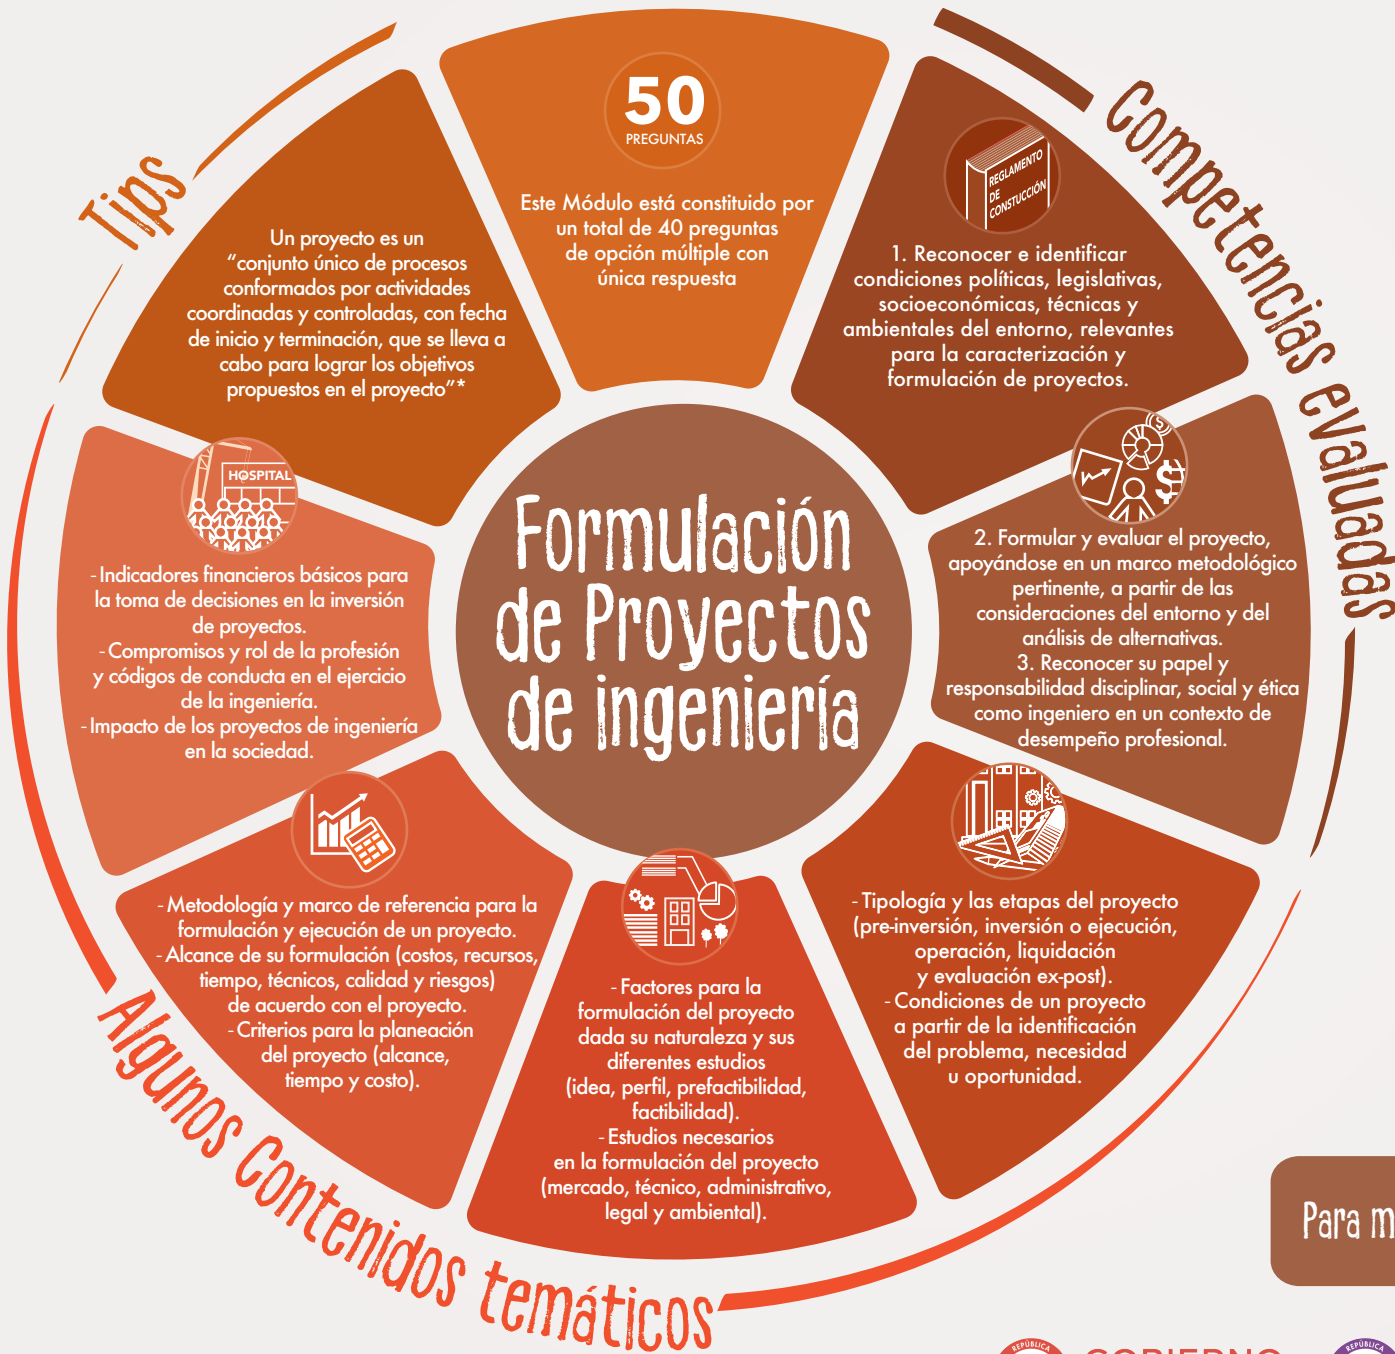 Tips
Un proyecto es un
“conjunto único de procesos
conformados por actividades
coordinadas y controladas, con fecha
de inicio y terminación, que se lleva a
cabo para lograr los objetivos
propuestos en el proyecto”*
50
PREGUNTAS
Este Módulo está constituido por
un total de 40 preguntas
de opción múltiple con
única respuesta
Competencias evaluadas
REGLAMENTO
DE
CONSTUCCIÓN
1. Reconocer e identificar
condiciones políticas, legislativas,
socioeconómicas, técnicas y
ambientales del entorno, relevantes
para la caracterización y
formulación de proyectos.
2. Formular y evaluar el proyecto,
apoyándose en un marco metodológico
pertinente, a partir de las
consideraciones del entorno y del
análisis de alternativas.
3. Reconocer su papel y
responsabilidad disciplinar, social y ética
como ingeniero en un contexto de
desempeño profesional.
Formulación
de Proyectos
de ingeniería
Algunos Contenidos temáticos
- Tipología y las etapas del proyecto
(pre-inversión, inversión o ejecución,
operación, liquidación
y evaluación ex-post).
- Condiciones de un proyecto
a partir de la identificación
del problema, necesidad
u oportunidad.
- Factores para la
formulación del proyecto
dada su naturaleza y sus
diferentes estudios
(idea, perfil, prefactibilidad,
factibilidad).
- Estudios necesarios
en la formulación del proyecto
(mercado, técnico, administrativo,
legal y ambiental).
- Metodología y marco de referencia para la
formulación y ejecución de un proyecto.
- Alcance de su formulación (costos, recursos,
tiempo, técnicos, calidad y riesgos)
de acuerdo con el proyecto.
- Criterios para la planeación
del proyecto (alcance,
tiempo y costo).
HOSPITAL
- Indicadores financieros básicos para
la toma de decisiones en la inversión
de proyectos.
- Compromisos y rol de la profesión
y códigos de conducta en el ejercicio
de la ingeniería.
- Impacto de los proyectos de ingeniería
en la sociedad.
Para m
REPÚBLICA
GOBIERNO
REPÚBLICA